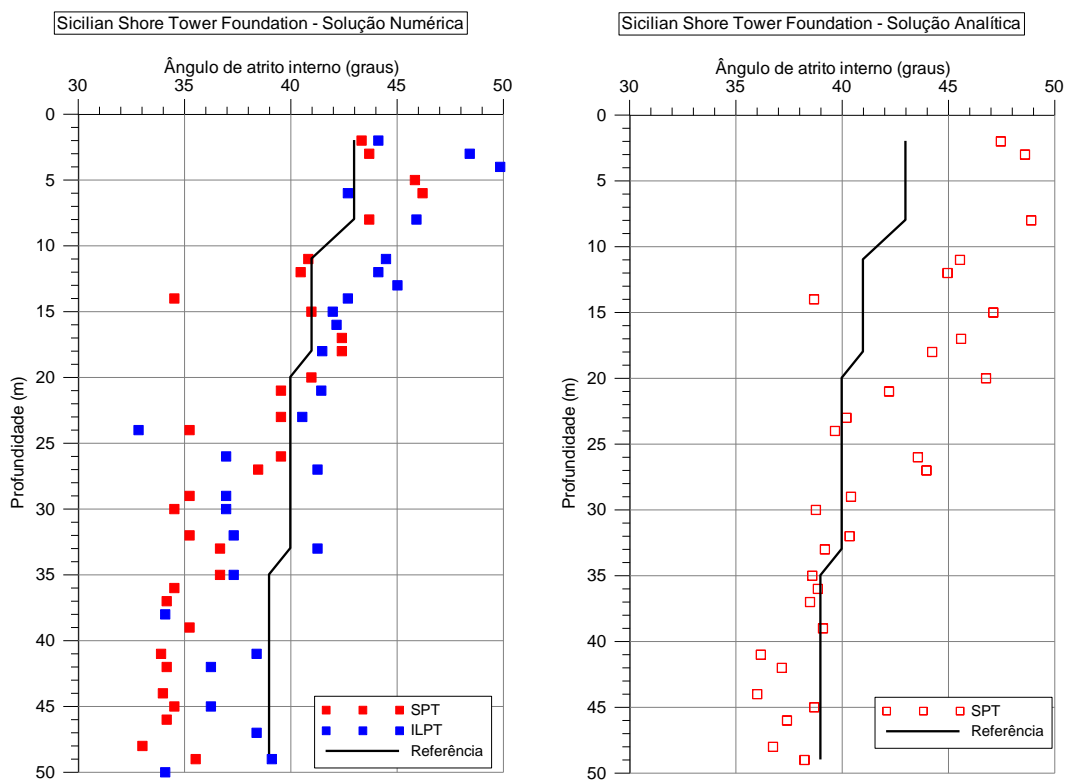 Sicilian Shore Tower Foundation - Solução Numérica
Ângulo de atrito interno (graus)
30 35 40 45 50
0
5
10
15
20
25
30
35
40
45
50
Profundidade (m)
SPT
ILPT
Referência
Sicilian Shore Tower Foundation - Solução Analítica
Ângulo de atrito interno (graus)
30 35 40 45 50
0
5
10
15
20
25
30
35
40
45
50
Profundidade (m)
SPT
Referência